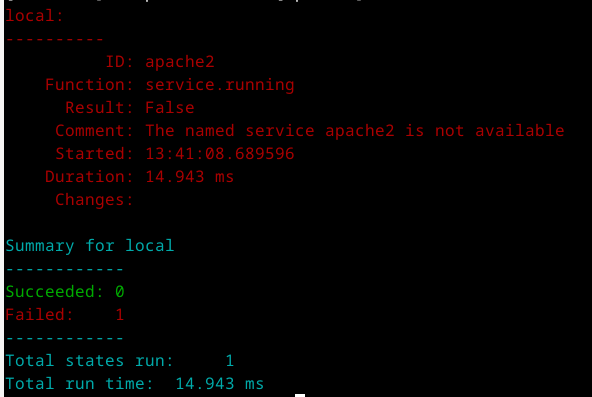 local:
----------
          ID: apache2
    Function: service.running
      Result: False
     Comment: The named service apache2 is not available
     Started: 13:41:08.689596
    Duration: 14.943 ms
     Changes:

Summary for local
------------
Succeeded: 0
Failed:    1
------------
Total states run:     1
Total run time:  14.943 ms